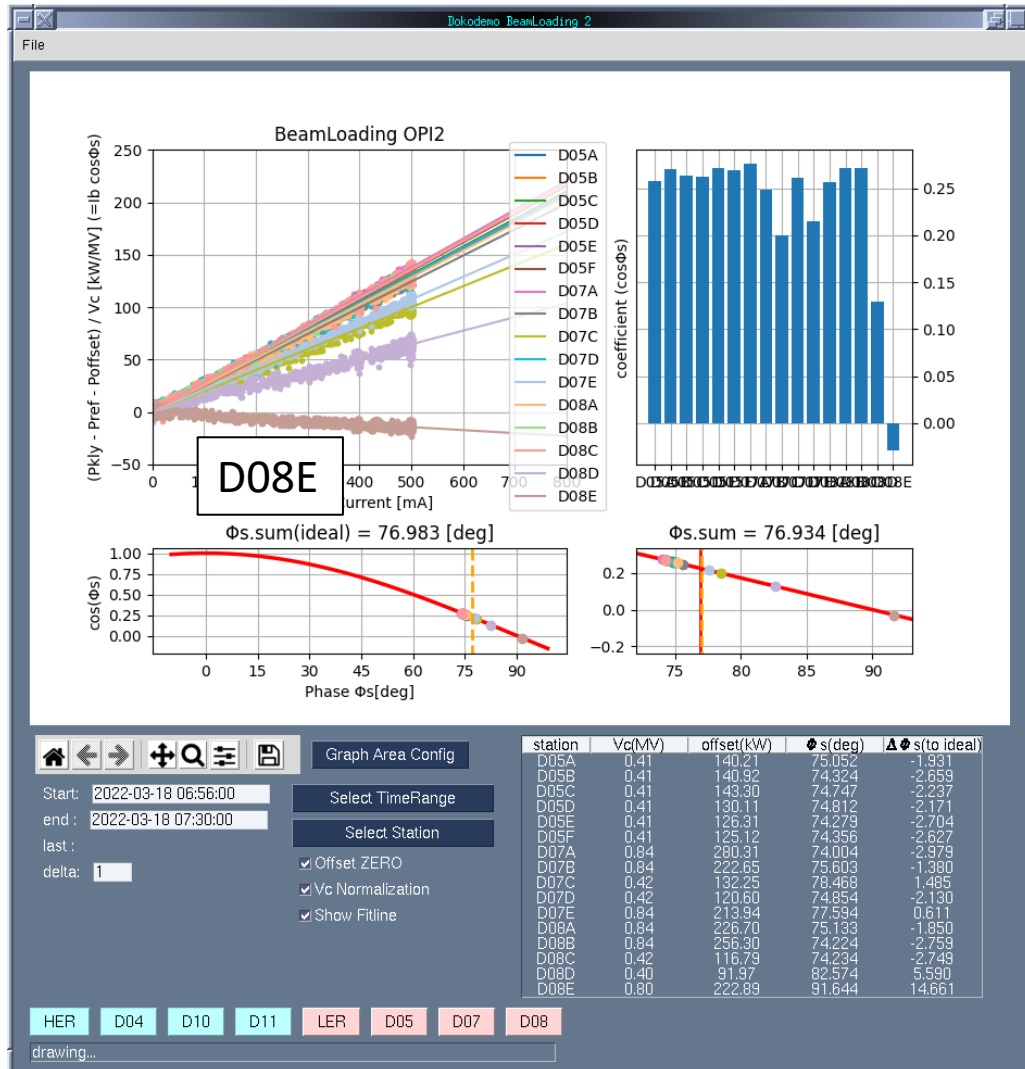 Dokodemo BeamLoading 2
File
BeamLoading OPI2
(Pkly - Pref - Poffset) / Vc [kW/MV] (=Ib cosΦs)
250
200
150
100
50
0
−50
D05A
D05B
D05C
D05D
D05E
D05F
D07A
D07B
D07C
D07D
D07E
D08A
D08B
D08C
D08D
D08E
0
D08E
500
600
700
800
urrent [mA]
coefficient (cosΦs)
0.25
0.20
0.15
0.10
0.05
0.00
Φs.sum(ideal) = 76.983 [deg]
cos(Φs)
1.00
0.75
0.50
0.25
0.00
0 15 30 45 60 75 90
Phase Φs[deg]
Φs.sum = 76.934 [deg]
0.2
0.0
−0.2
75 80 85 90
Graph Area Config
Start: 2022-03-18 06:56:00
end : 2022-03-18 07:30:00
last :
delta: 1
Select TimeRange
Select Station
Offset ZERO
Vc Normalization
Show Fitline
station Vc(MV) offset(kW) Φ s(deg) Δ Φ s(to ideal)
D05A 0.41 140.21 75.052 -1.931
D05B 0.41 140.92 74.324 -2.659
D05C 0.41 143.30 74.747 -2.237
D05D 0.41 130.11 74.812 -2.171
D05E 0.41 126.31 74.279 -2.704
D05F 0.41 125.12 74.356 -2.627
D07A 0.84 280.31 74.004 -2.979
D07B 0.84 222.65 75.603 -1.380
D07C 0.42 132.25 78.468 1.485
D07D 0.42 120.60 74.854 -2.130
D07E 0.84 213.94 77.594 0.611
D08A 0.84 226.70 75.133 -1.850
D08B 0.84 256.30 74.224 -2.759
D08C 0.42 116.79 74.234 -2.749
D08D 0.40 91.97 82.574 5.590
D08E 0.80 222.89 91.644 14.661
HER D04 D10 D11 LER D05 D07 D08
drawing...